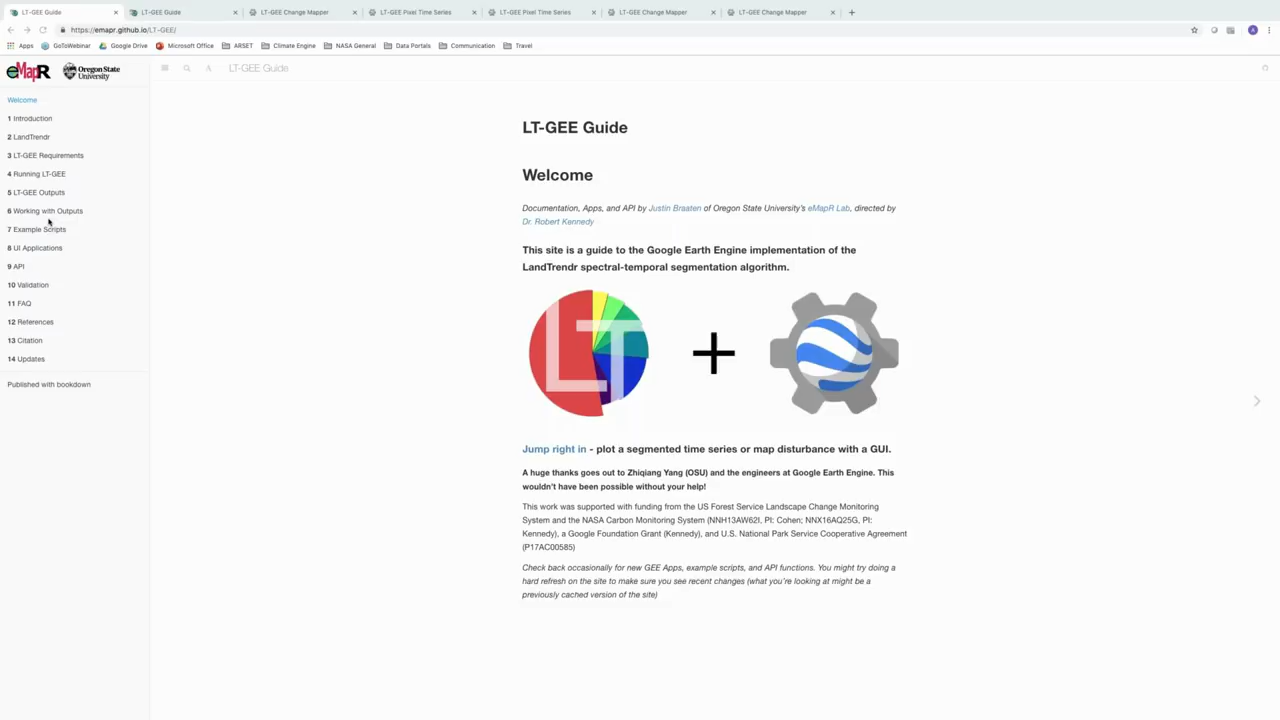 LT-GEE Guide
LT-GEE Guide
LT-GEE Change Mapper
LT-GEE Pixel Time Series
LT-GEE Pixel Time Series
LT-GEE Change Mapper
LT-GEE Change Mapper
https://emapr.github.io/LT-GEE/
Apps
GoToWebinar
Google Drive
Microsoft Office
ARSET
Climate Engine
NASA General
Data Portals
Communication
Travel
eMapR
Oregon State
University
LT-GEE Guide
Welcome
1 Introduction
2 LandTrendr
3 LT-GEE Requirements
4 Running LT-GEE
5 LT-GEE Outputs
6 Working with Outputs
7 Example Scripts
8 UI Applications
9 API
10 Validation
11 FAQ
12 References
13 Citation
14 Updates
Published with bookdown
LT-GEE Guide
Welcome
Documentation, Apps, and API by Justin Braaten of Oregon State University's eMapR Lab, directed by
Dr. Robert Kennedy
This site is a guide to the Google Earth Engine implementation of the
LandTrendr spectral-temporal segmentation algorithm.
LT
Jump right in - plot a segmented time series or map disturbance with a GUI.
A huge thanks goes out to Zhiqiang Yang (OSU) and the engineers at Google Earth Engine. This
wouldn't have been possible without your help!
This work was supported with funding from the US Forest Service Landscape Change Monitoring
System and the NASA Carbon Monitoring System (NNH13AW62I, PI: Cohen; NNX16AQ25G, PI:
Kennedy), a Google Foundation Grant (Kennedy), and U.S. National Park Service Cooperative Agreement
(P17AC00585)
Check back occasionally for new GEE Apps, example scripts, and API functions. You might try doing a
hard refresh on the site to make sure you see recent changes (what you're looking at might be a
previously cached version of the site)